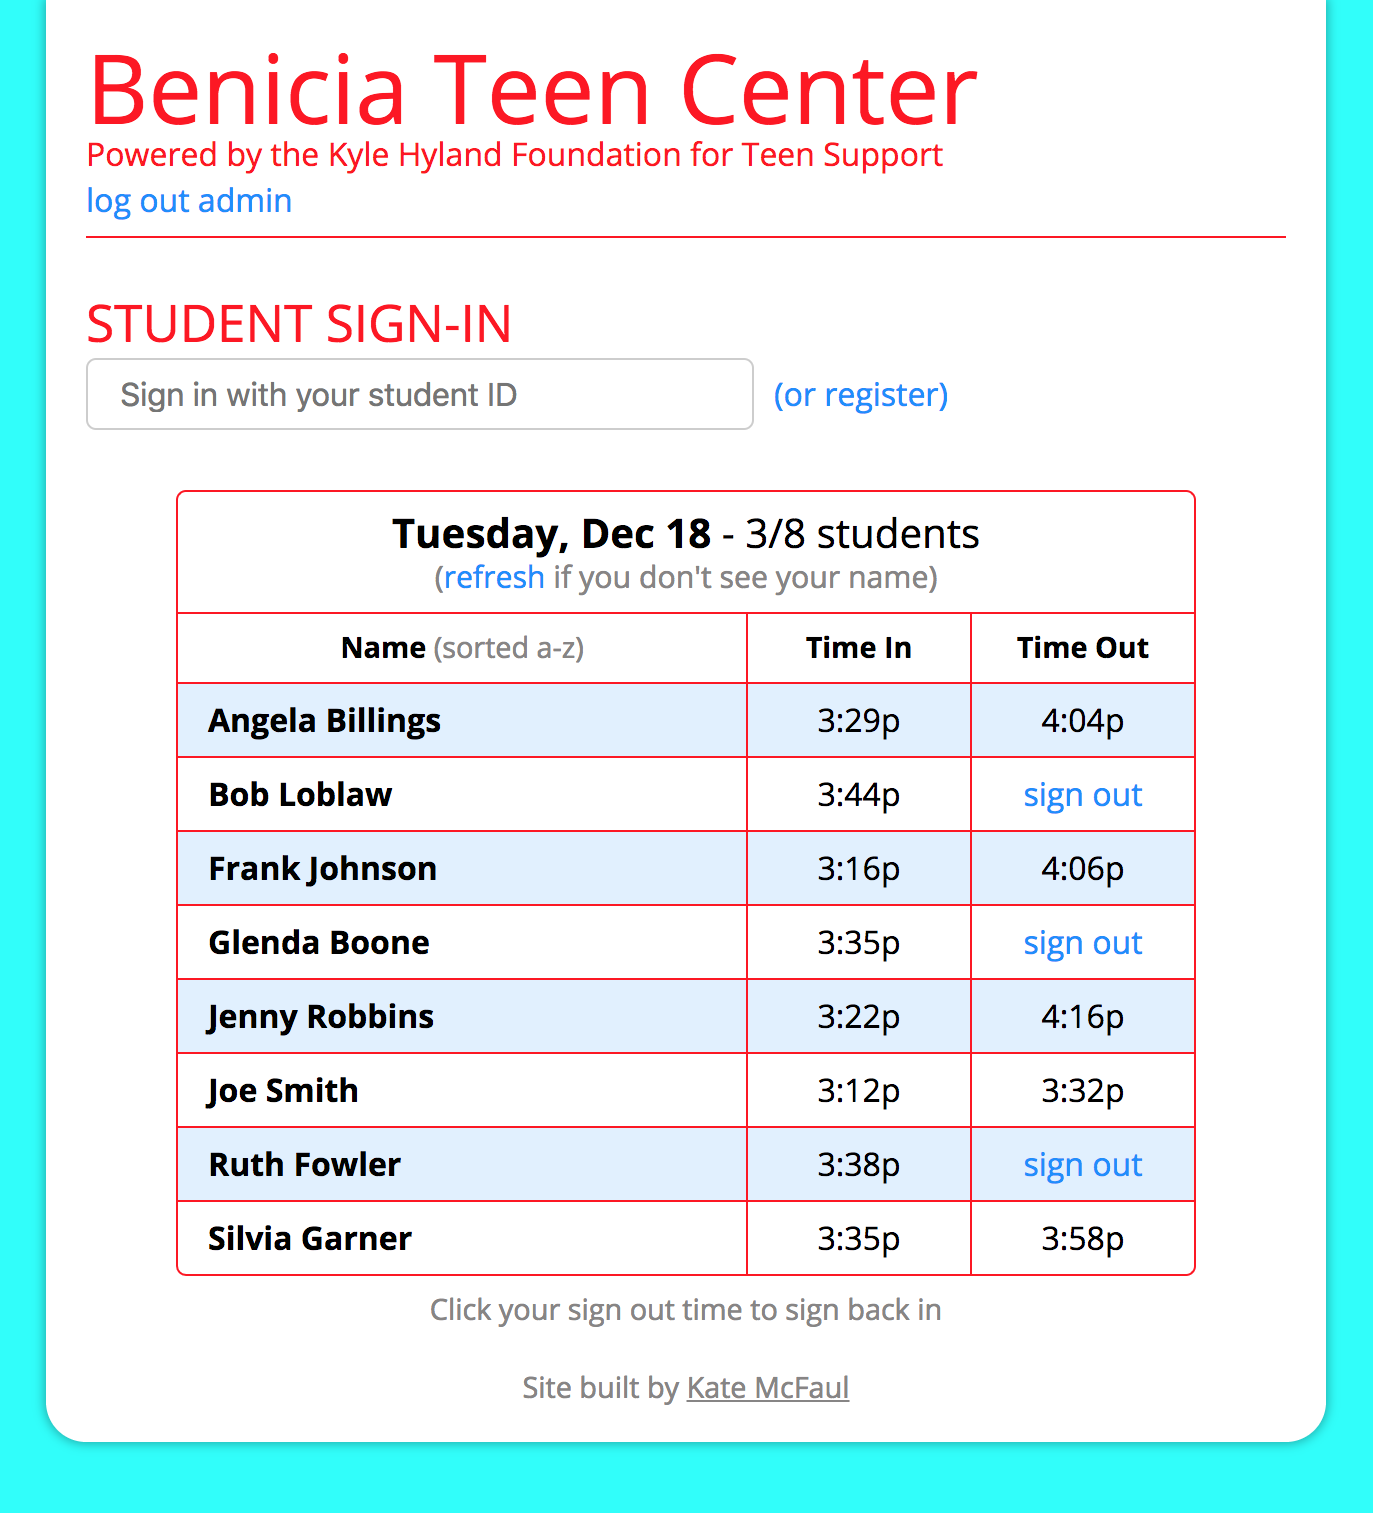 Benicia Teen Center
Powered by the Kyle Hyland Foundation for Teen Support
log out admin
STUDENT SIGN-IN
Sign in with your student ID (or register)
Tuesday, Dec 18 - 3/8 students
(refresh if you don't see your name)
Name (sorted a-z) Time In Time Out
Angela Billings 3:29p 4:04p
Bob Loblaw 3:44p sign out
Frank Johnson 3:16p 4:06p
Glenda Boone 3:35p sign out
Jenny Robbins 3:22p 4:16p
Joe Smith 3:12p 3:32p
Ruth Fowler 3:38p sign out
Silvia Garner 3:35p 3:58p
Click your sign out time to sign back in
Site built by Kate McFaul